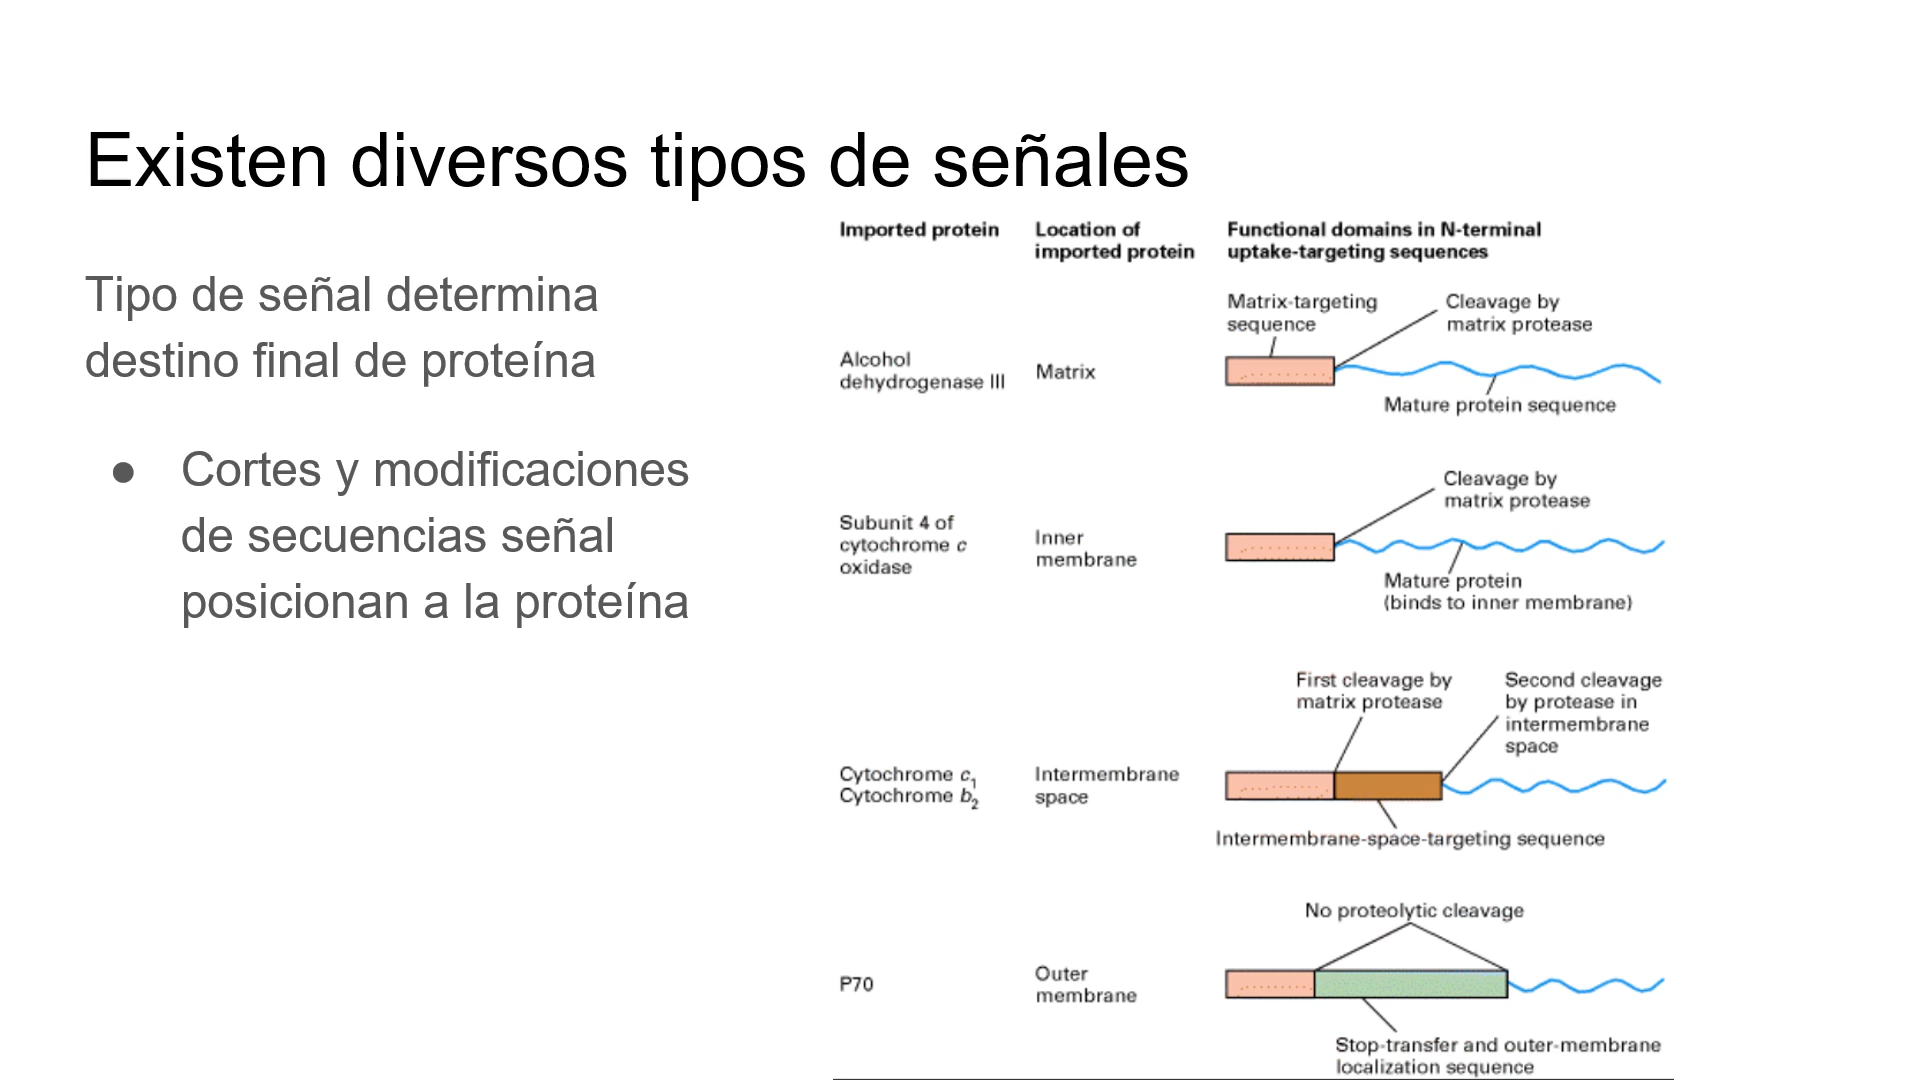 Existen diversos tipos de señales
Tipo de señal determina
destino final de proteína
● Cortes y modificaciones
de secuencias señal
posicionan a la proteína
Imported protein
Location of
imported protein
Functional domains in N-terminal
uptake-targeting sequences
Matrix-targeting
sequence
Cleavage by
matrix protease
Alcohol
dehydrogenase III
Matrix
Mature protein sequence
Cleavage by
matrix protease
Subunit 4 of
cytochrome c
oxidase
Inner
membrane
Mature protein
(binds to inner membrane)
First cleavage by
matrix protease
Second cleavage
by protease in
intermembrane
space
Cytochrome c1
Cytochrome b2
Intermembrane
space
Intermembrane-space-targeting sequence
No proteolytic cleavage
P70
Outer
membrane
Stop-transfer and outer-membrane
localization sequence